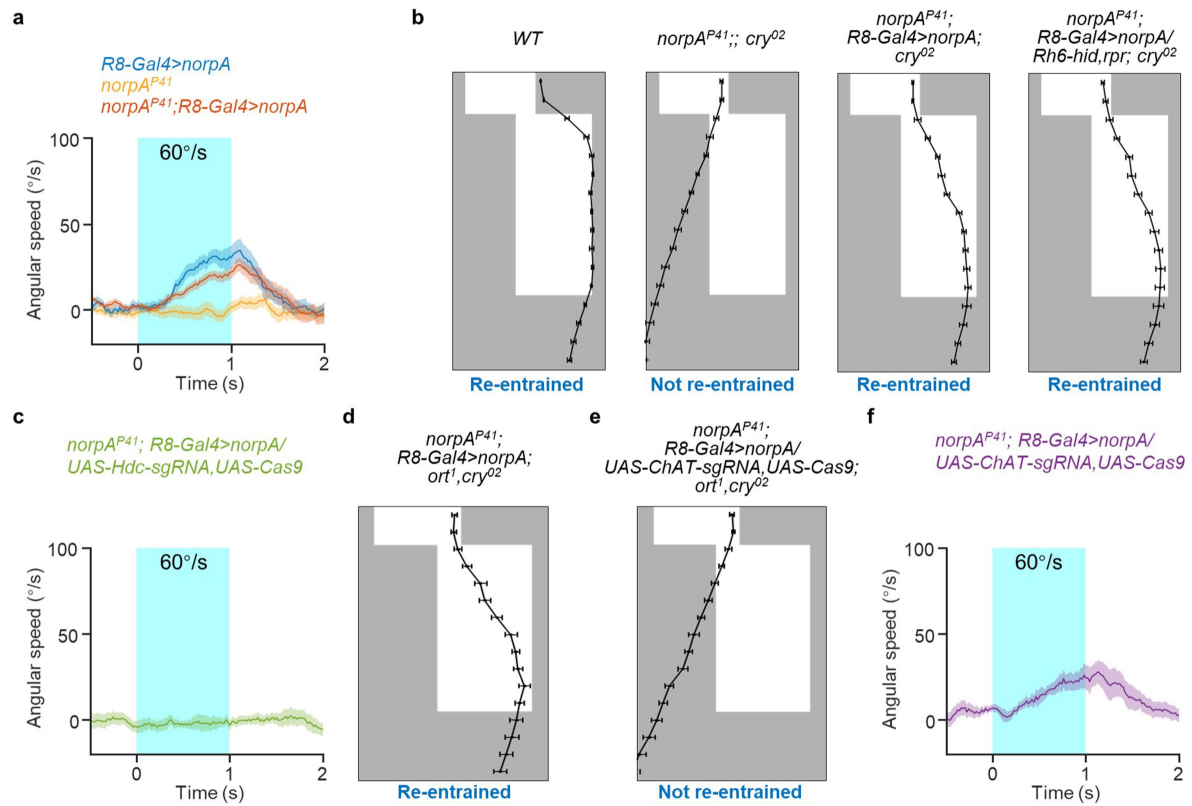 a
R8-Gal4>norpA
norpA^P41
norpA^P41;R8-Gal4>norpA
60°/s
Angular speed (°/s)
100
50
0
0
1
2
Time (s)
b
WT
Re-entrained
norpA^P41;; cry^02
Not re-entrained
norpA^P41;
R8-Gal4>norpA;
cry^02
Re-entrained
norpA^P41;
R8-Gal4>norpA/
Rh6-hid,rpr; cry^02
Re-entrained
c
norpA^P41; R8-Gal4>norpA/
UAS-Hdc-sgRNA,UAS-Cas9
60°/s
Angular speed (°/s)
100
50
0
0
1
2
Time (s)
d
norpA^P41;
R8-Gal4>norpA;
ort^1,cry^02
Re-entrained
e
norpA^P41;
R8-Gal4>norpA/
UAS-ChAT-sgRNA,UAS-Cas9;
ort^1,cry^02
Not re-entrained
f
norpA^P41; R8-Gal4>norpA/
UAS-ChAT-sgRNA,UAS-Cas9
60°/s
Angular speed (°/s)
100
50
0
0
1
2
Time (s)